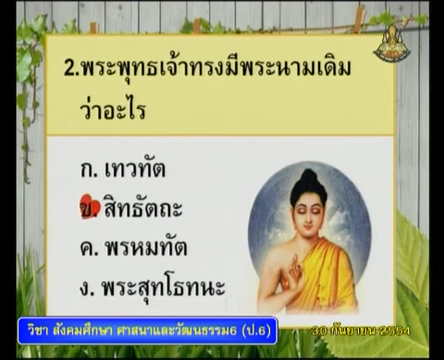 2.พระพุทธเจ้าทรงมีพระนามเดิม
ว่าอะไร
ก. เทวทัต
ข. สิทธัตถะ
ค. พรหมทัต
ง. พระสุทโธทนะ
วิชา สังคมศึกษา ศาสนาและวัฒนธรรม6 (ป.6)
30 กันยายน 2554